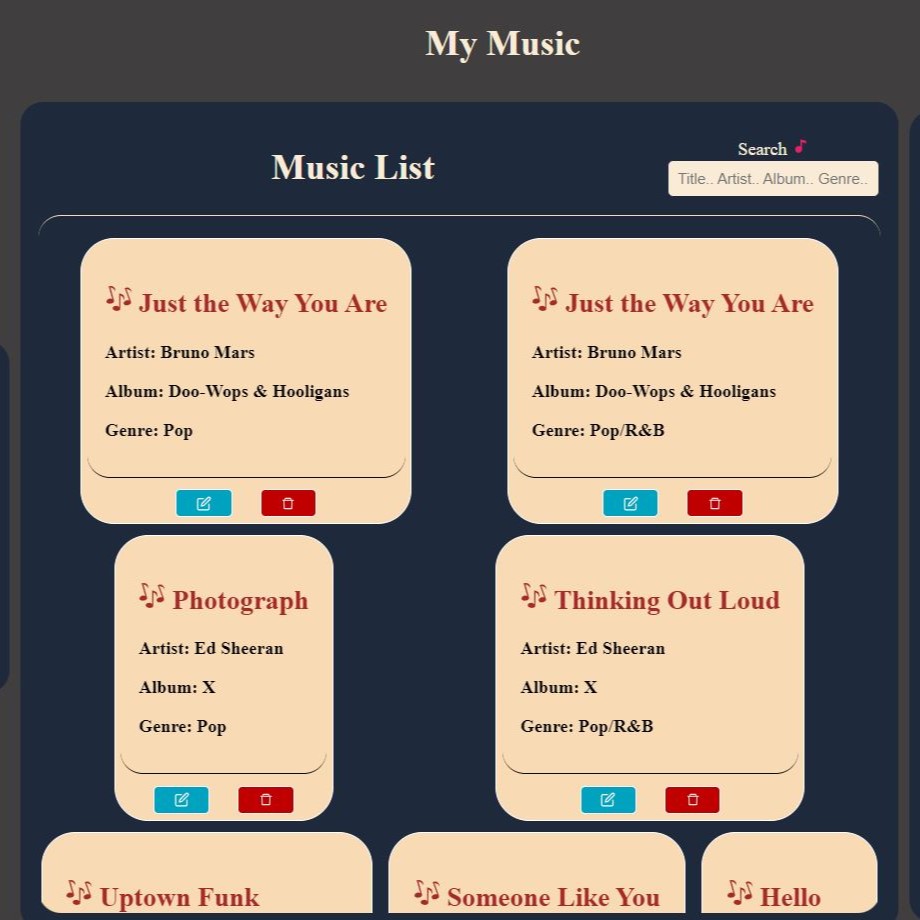 My Music
Music List
Search
Title.. Artist.. Album.. Genre..
Just the Way You Are
Artist: Bruno Mars
Album: Doo-Wops & Hooligans
Genre: Pop
Just the Way You Are
Artist: Bruno Mars
Album: Doo-Wops & Hooligans
Genre: Pop/R&B
Photograph
Artist: Ed Sheeran
Album: X
Genre: Pop
Thinking Out Loud
Artist: Ed Sheeran
Album: X
Genre: Pop/R&B
Uptown Funk
Someone Like You
Hello